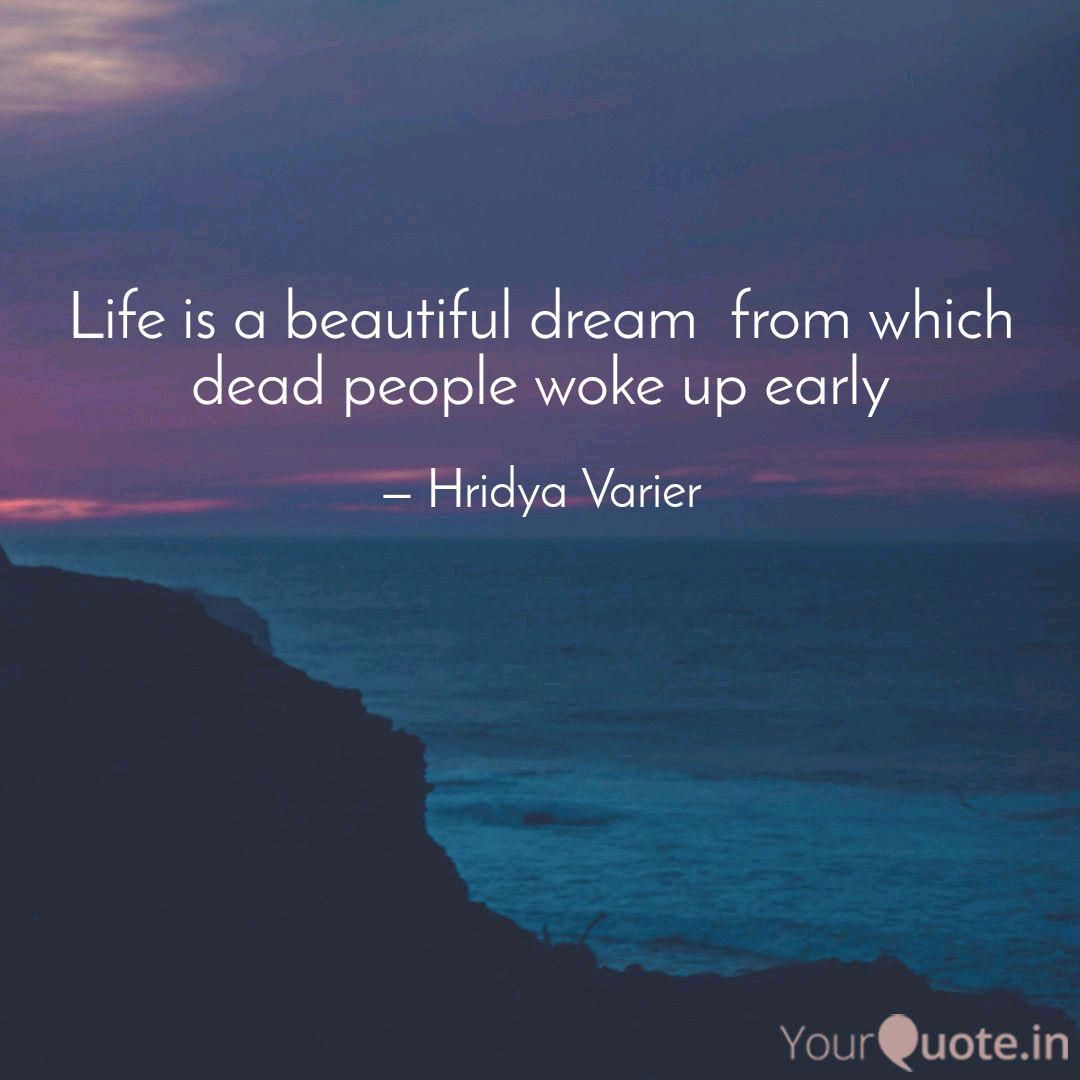 Life is a beautiful dream  from which
dead people woke up early
– Hridya Varier
YourQuote.in